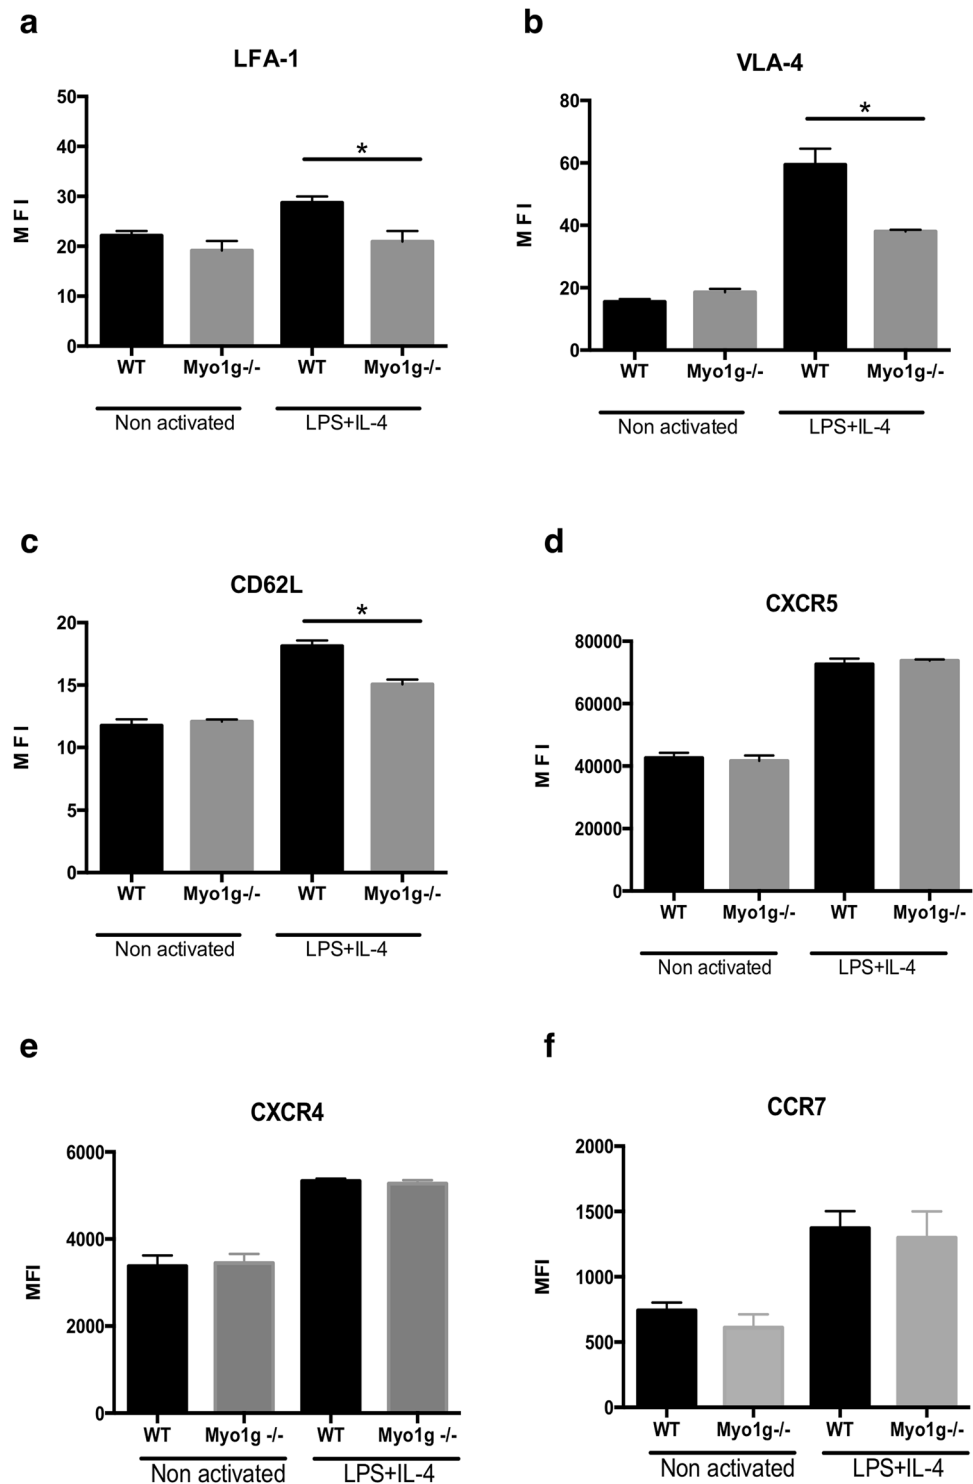 a
LFA-1
50
40
30
20
10
0
M F I
*
WT Myo1g-/- WT Myo1g-/-
Non activated LPS+IL-4
b
VLA-4
80
60
40
20
0
M F I
*
WT Myo1g-/- WT Myo1g-/-
Non activated LPS+IL-4
c
CD62L
20
15
10
5
0
M F I
*
WT Myo1g-/- WT Myo1g-/-
Non activated LPS+IL-4
d
CXCR5
80000
60000
40000
20000
0
M F I
WT Myo1g-/- WT Myo1g-/-
Non activated LPS+IL-4
e
CXCR4
6000
4000
2000
0
MFI
WT Myo1g -/- WT Myo1g -/-
Non activated LPS+IL-4
f
CCR7
2000
1500
1000
500
0
MFI
WT Myo1g-/- WT Myo1g-/-
Non activated LPS+IL-4